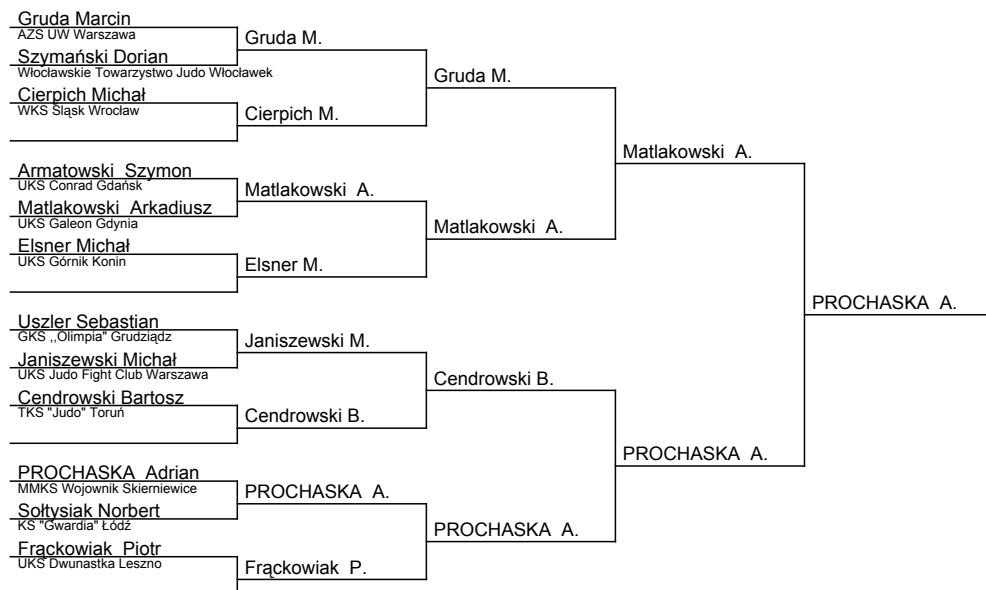 Gruda Marcin
AZS UW Warszawa
Gruda M.
Szymański Dorian
Włocławskie Towarzystwo Judo Włocławek
Gruda M.
Cierpich Michał
WKS Śląsk Wrocław
Cierpich M.
Matlakowski A.
Armatowski Szymon
UKS Conrad Gdańsk
Matlakowski A.
Matlakowski Arkadiusz
UKS Galeon Gdynia
Matlakowski A.
Elsner Michał
UKS Górnik Konin
Elsner M.
PROCHASKA A.
Uszler Sebastian
GKS ,,Olimpia" Grudziądz
Janiszewski M.
Janiszewski Michał
UKS Judo Fight Club Warszawa
Cendrowski B.
Cendrowski Bartosz
TKS "Judo" Toruń
Cendrowski B.
PROCHASKA A.
PROCHASKA Adrian
MMKS Wojownik Skierniewice
PROCHASKA A.
Sołtysiak Norbert
KS "Gwardia" Łódź
PROCHASKA A.
Frąckowiak Piotr
UKS Dwunastka Leszno
Frąckowiak P.